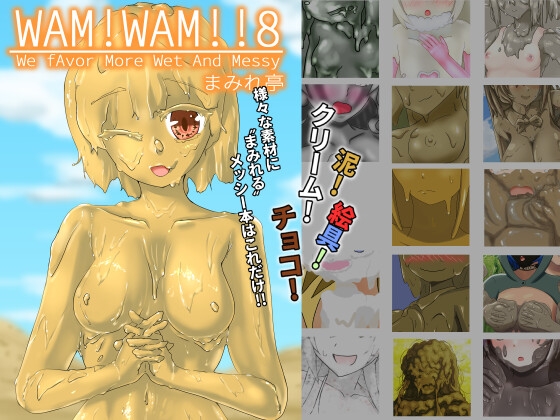 WAM!WAM!!8
We fAvor More Wet And Messy
まみれ亭
様々な素材に
“まみれる”
メッシー本はこれだけ!!
泥！絵具！
クリーム！
チョコ！